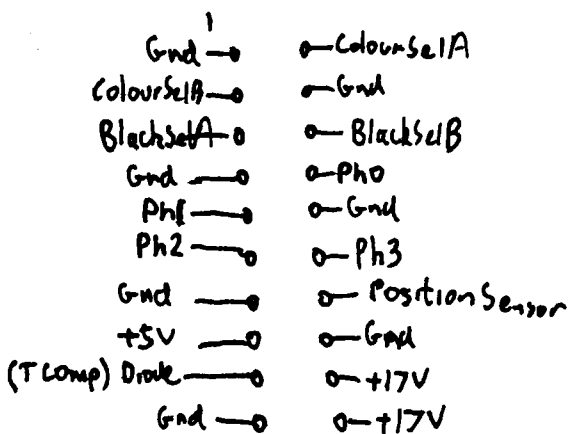 1
Gnd ColourSelA
ColourSelB Gnd
BlackSelA BlackSelB
Gnd Ph0
Ph1 Gnd
Ph2 Ph3
Gnd PositionSensor
+5V Gnd
(TComp) Diode +17V
Gnd +17V